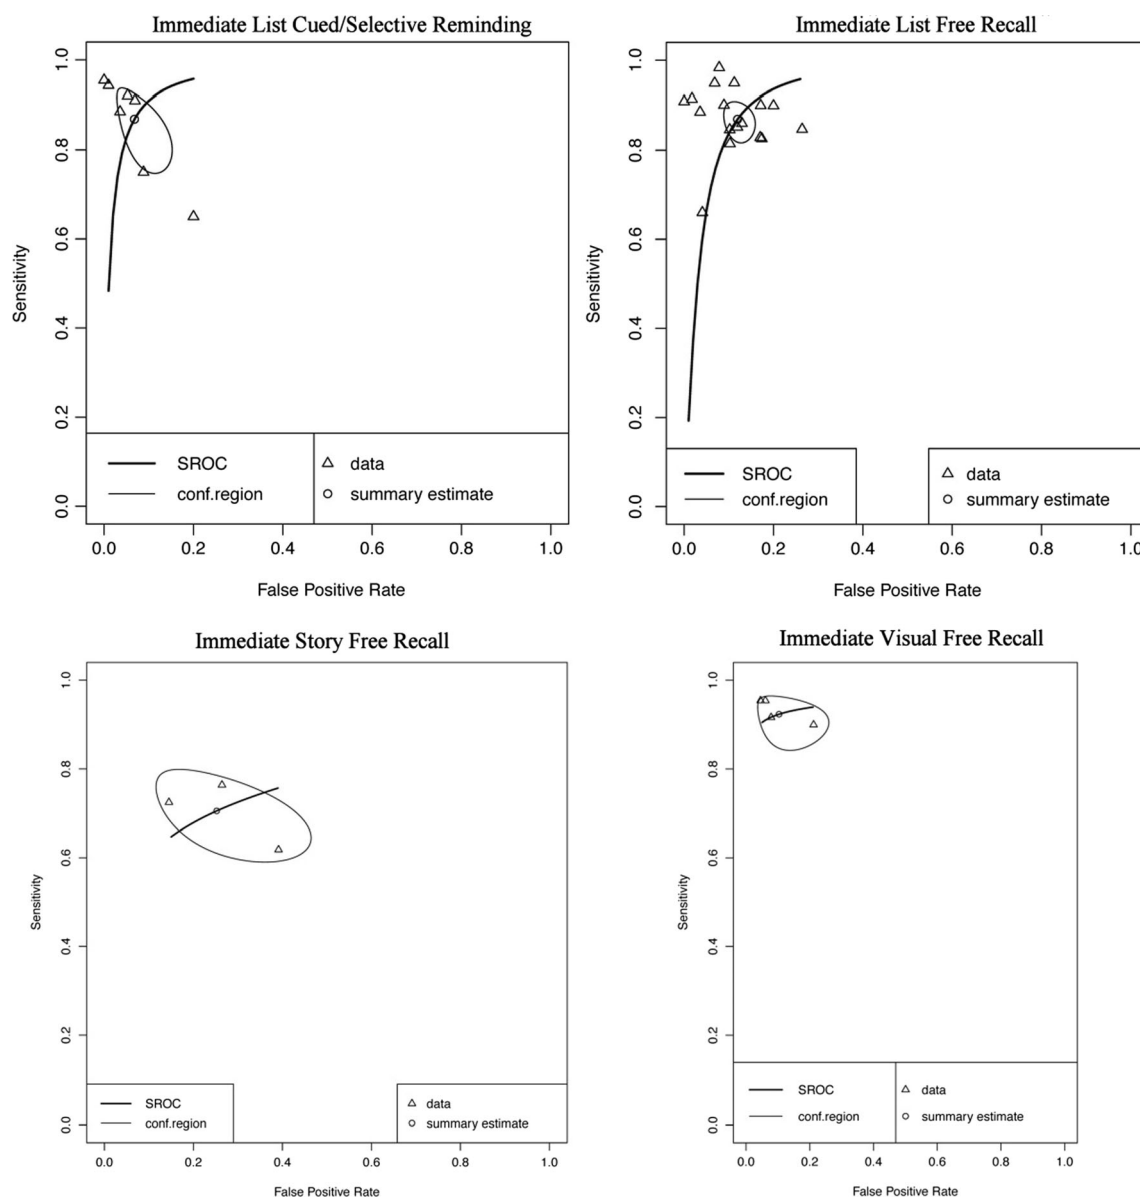 Immediate List Cued/Selective Reminding
1.0
0.8
0.6
0.4
0.2
0.0
Sensitivity
SROC
conf.region
data
summary estimate
0.0 0.2 0.4 0.6 0.8 1.0
False Positive Rate
Immediate List Free Recall
1.0
0.8
0.6
0.4
0.2
0.0
Sensitivity
SROC
conf.region
data
summary estimate
0.0 0.2 0.4 0.6 0.8 1.0
False Positive Rate
Immediate Story Free Recall
1.0
0.8
0.6
0.4
0.2
0.0
Sensitivity
SROC
conf.region
data
summary estimate
0.0 0.2 0.4 0.6 0.8 1.0
False Positive Rate
Immediate Visual Free Recall
1.0
0.8
0.6
0.4
0.2
0.0
Sensitivity
SROC
conf.region
data
summary estimate
0.0 0.2 0.4 0.6 0.8 1.0
False Positive Rate